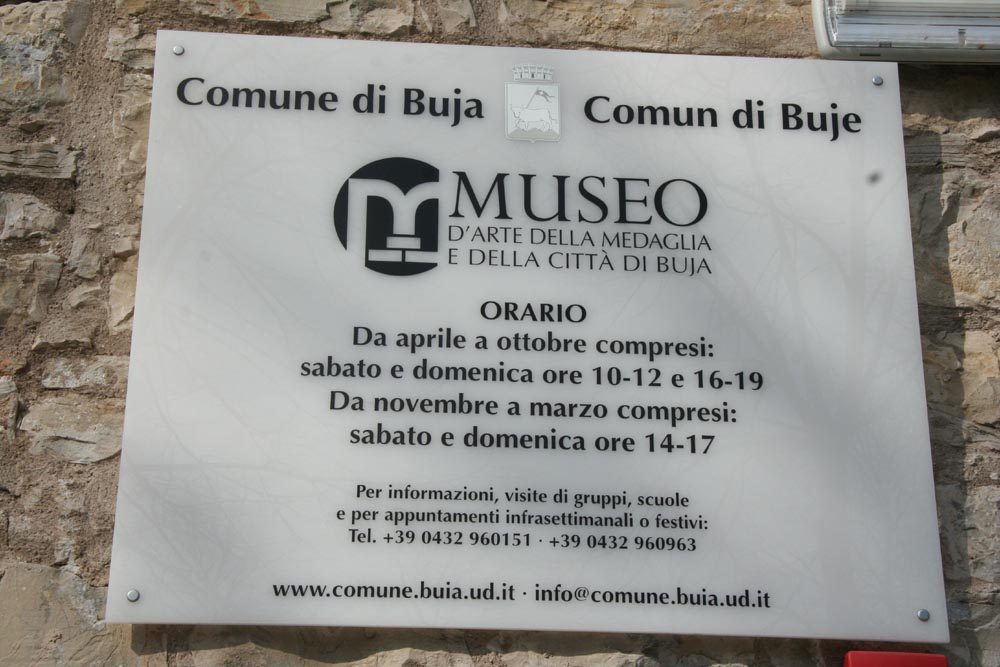 Comune di Buja Comun di Buje
MUSEO
D'ARTE DELLA MEDAGLIA
E DELLA CITTÀ DI BUJA
ORARIO
Da aprile a ottobre compresi:
sabato e domenica ore 10-12 e 16-19
Da novembre a marzo compresi:
sabato e domenica ore 14-17
Per informazioni, visite di gruppi, scuole
e per appuntamenti infrasettimanali o festivi:
Tel. +39 0432 960151 · +39 0432 960963
www.comune.buia.ud.it · info@comune.buia.ud.it